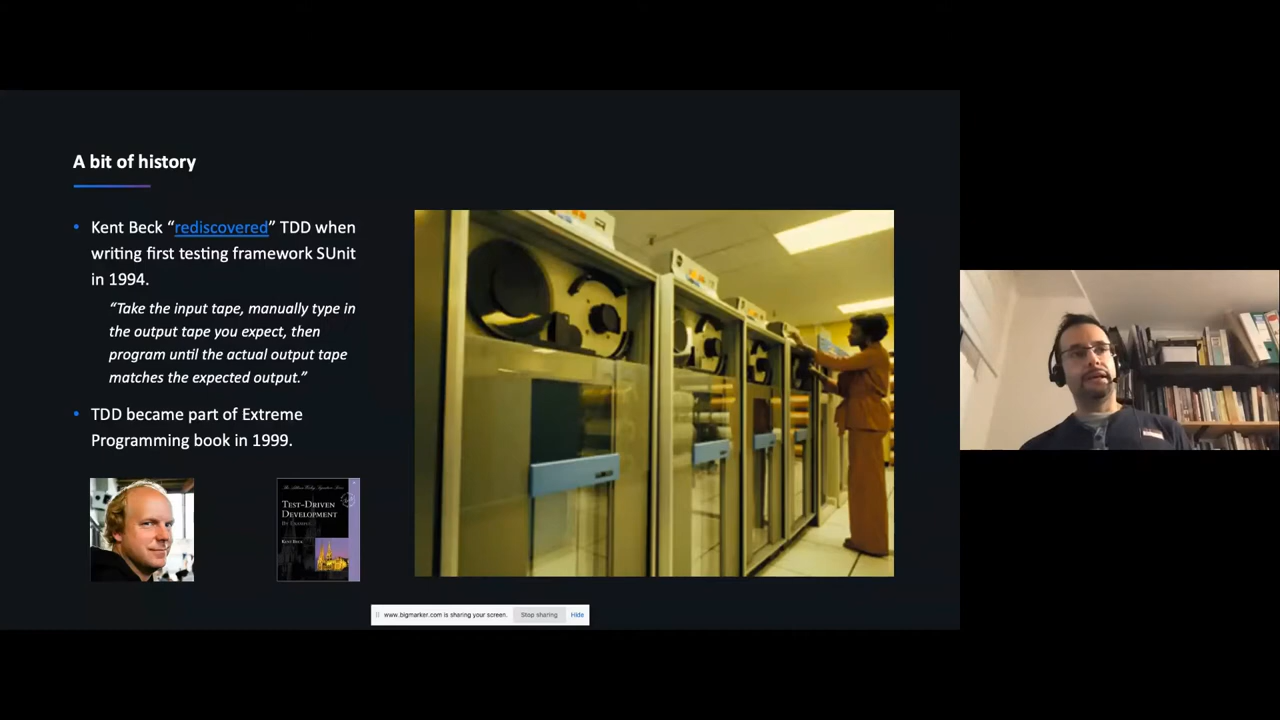 A bit of history
• Kent Beck “rediscovered” TDD when
writing first testing framework SUnit
in 1994.
“Take the input tape, manually type in
the output tape you expect, then
program until the actual output tape
matches the expected output.”
• TDD became part of Extreme
Programming book in 1999.
TEST-DRIVEN
DEVELOPMENT
KENT BECK
www.bigmarker.com is sharing your screen.
Stop sharing
Hide